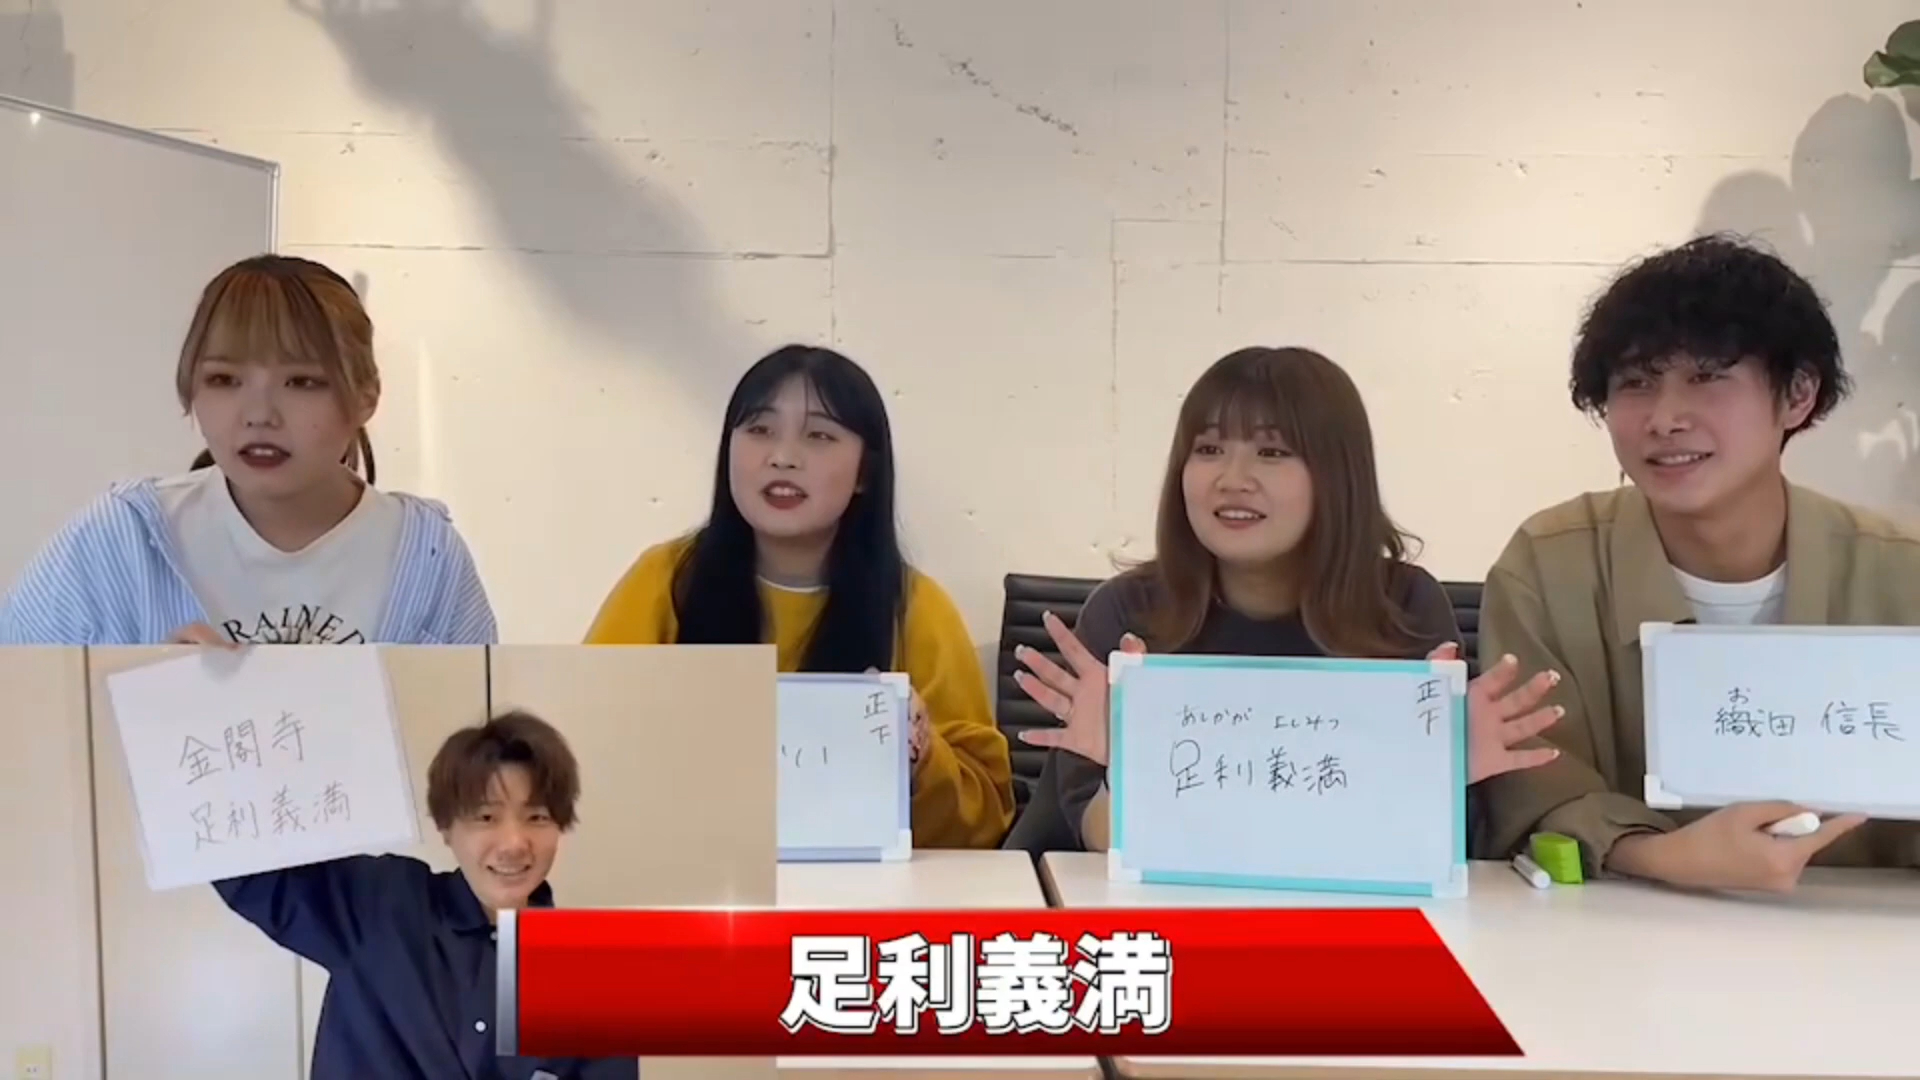 RAINED
金閣寺
足利義満
正
下
あしかが よしみつ
足利義満
正
下
お
織田 信長
足利義満